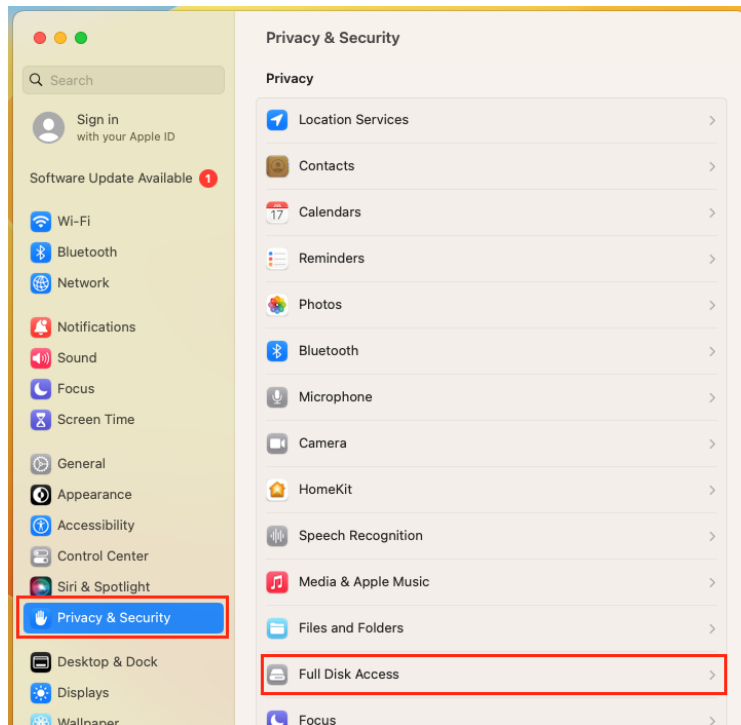 Privacy & Security
Search
Sign in
with your Apple ID
Software Update Available 1
Wi-Fi
Bluetooth
Network
Notifications
Sound
Focus
Screen Time
General
Appearance
Accessibility
Control Center
Siri & Spotlight
Privacy & Security
Desktop & Dock
Displays
Wallpaper
Privacy
Location Services
Contacts
17
Calendars
Reminders
Photos
Bluetooth
Microphone
Camera
HomeKit
Speech Recognition
Media & Apple Music
Files and Folders
Full Disk Access
Focus